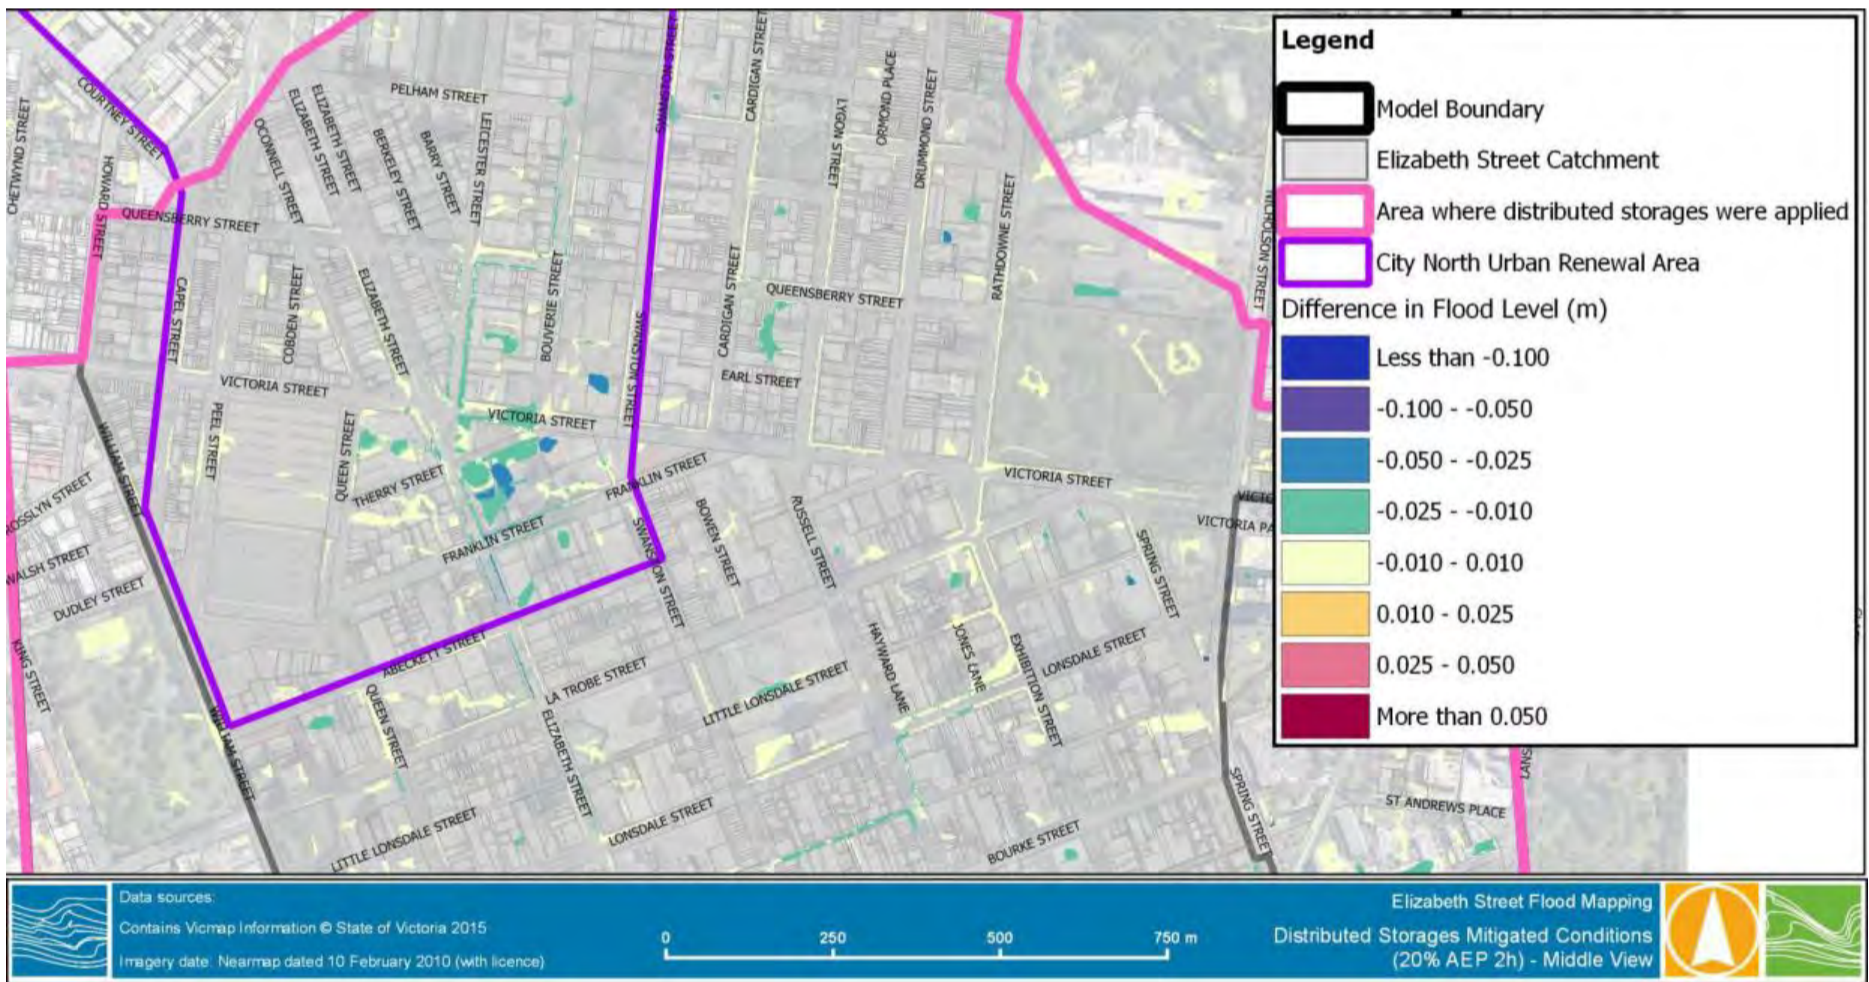 Legend
Model Boundary
Elizabeth Street Catchment
Area where distributed storages were applied
City North Urban Renewal Area
Difference in Flood Level (m)
Less than -0.100
-0.100 - -0.050
-0.050 - -0.025
-0.025 - -0.010
-0.010 - 0.010
0.010 - 0.025
0.025 - 0.050
More than 0.050
CHETWYND STREET
COURTNEY STREET
HOWARD STREET
QUEENSBERRY STREET
OCONNELL STREET
ELIZABETH STREET
ELIZABETH STREET
BERKELEY STREET
BARRY STREET
PELHAM STREET
LEICESTER STREET
SWANSTON STREET
CARDIGAN STREET
LYGON STREET
ORMOND PLACE
DRUMMOND STREET
RATHDOWNE STREET
NICHOLSON STREET
CAPEL STREET
COBDEN STREET
ELIZABETH STREET
BOUVERIE STREET
SWANSTON STREET
CARDIGAN STREET
QUEENSBERRY STREET
EARL STREET
VICTORIA STREET
VICTORIA STREET
PEEL STREET
QUEEN STREET
THERRY STREET
FRANKLIN STREET
FRANKLIN STREET
VICTORIA STREET
VICTO
VICTORIA PA
WILLIAM STREET
ROSSLYN STREET
WALSH STREET
DUDLEY STREET
KING STREET
SWANSTON STREET
BOWEN STREET
RUSSELL STREET
SPRING STREET
ABECKETT STREET
LA TROBE STREET
LITTLE LONSDALE STREET
HAYWARD LANE
JONES LANE
EXHIBITION STREET
LONSDALE STREET
WILLIAM STREET
QUEEN STREET
ELIZABETH STREET
LITTLE LONSDALE STREET
LONSDALE STREET
BOURKE STREET
SPRING STREET
ST ANDREWS PLACE
LANS
Data sources:
Contains Vicmap Information © State of Victoria 2015
Imagery date: Nearmap dated 10 February 2010 (with licence)
0 250 500 750 m
Elizabeth Street Flood Mapping
Distributed Storages Mitigated Conditions
(20% AEP 2h) - Middle View